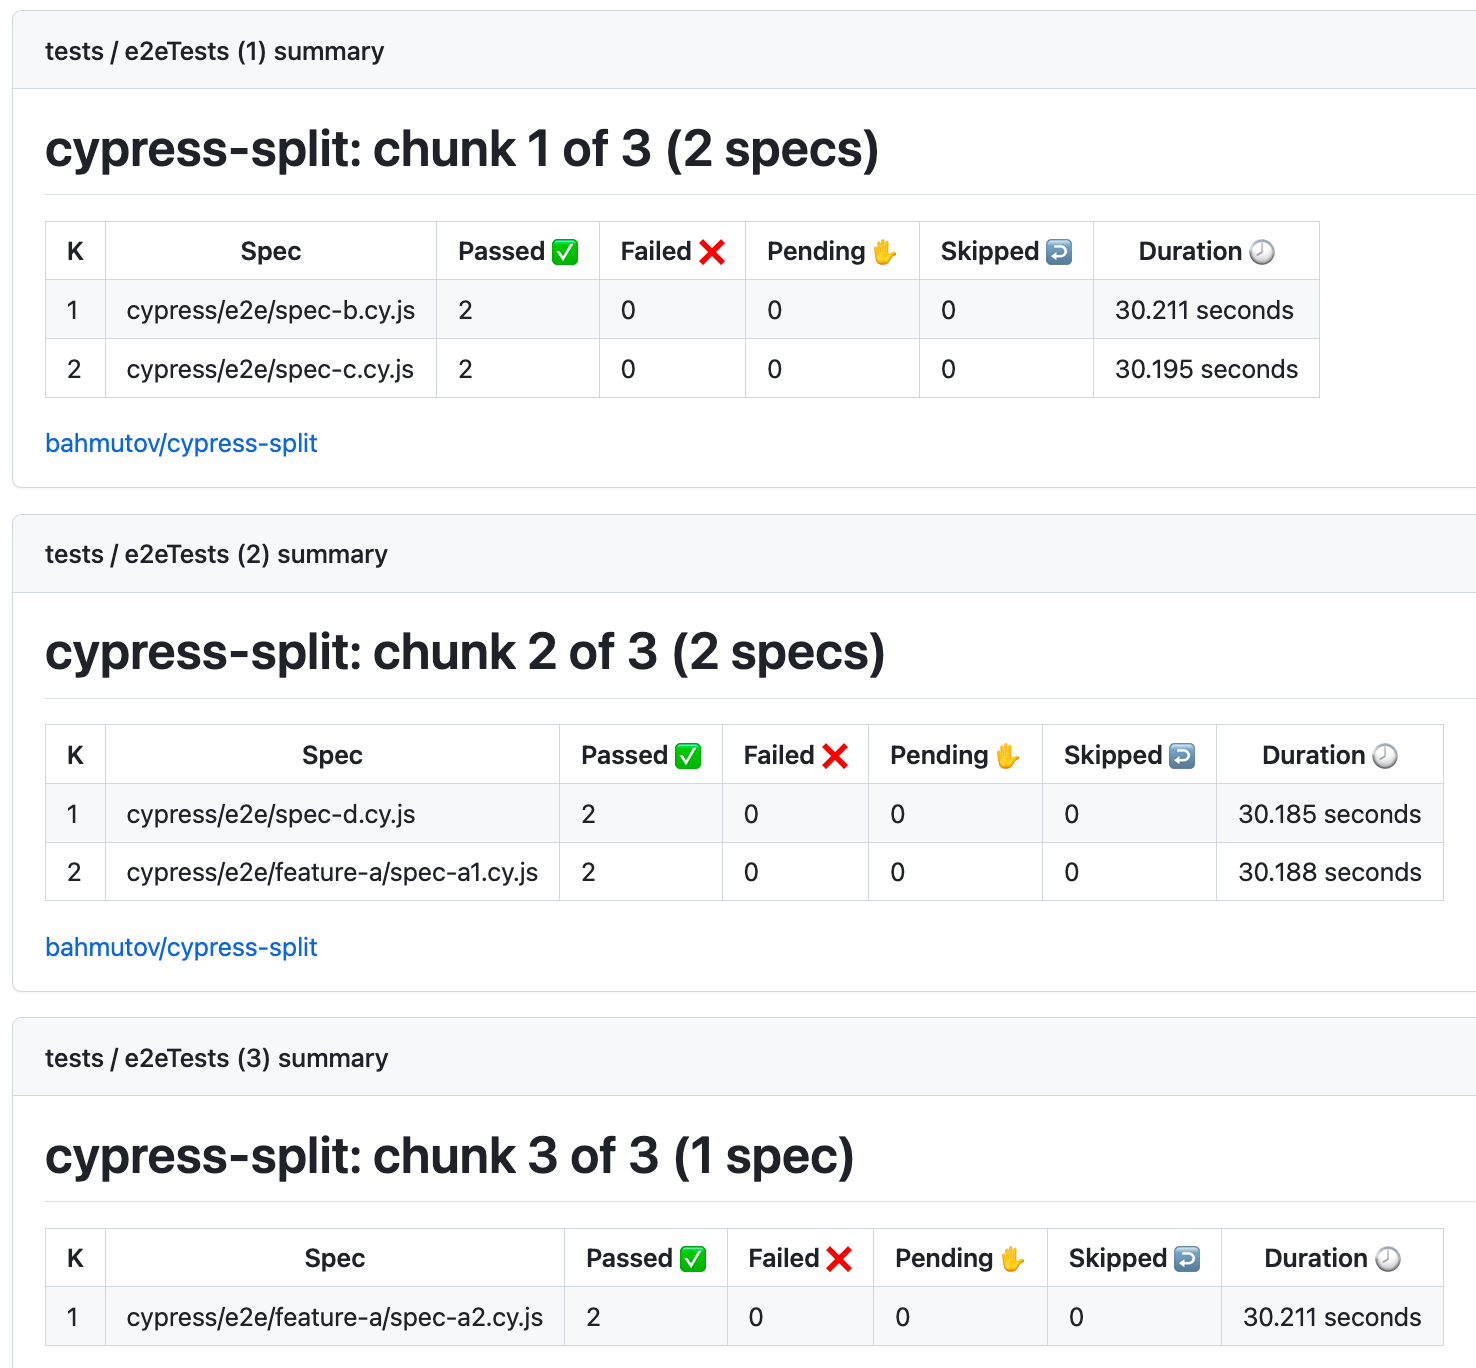 tests / e2eTests (1) summary
cypress-split: chunk 1 of 3 (2 specs)
K Spec Passed ✅ Failed ❌ Pending ✋ Skipped ↩️ Duration 🕗
1 cypress/e2e/spec-b.cy.js 2 0 0 0 30.211 seconds
2 cypress/e2e/spec-c.cy.js 2 0 0 0 30.195 seconds
bahmutov/cypress-split
tests / e2eTests (2) summary
cypress-split: chunk 2 of 3 (2 specs)
K Spec Passed ✅ Failed ❌ Pending ✋ Skipped ↩️ Duration 🕗
1 cypress/e2e/spec-d.cy.js 2 0 0 0 30.185 seconds
2 cypress/e2e/feature-a/spec-a1.cy.js 2 0 0 0 30.188 seconds
bahmutov/cypress-split
tests / e2eTests (3) summary
cypress-split: chunk 3 of 3 (1 spec)
K Spec Passed ✅ Failed ❌ Pending ✋ Skipped ↩️ Duration 🕗
1 cypress/e2e/feature-a/spec-a2.cy.js 2 0 0 0 30.211 seconds